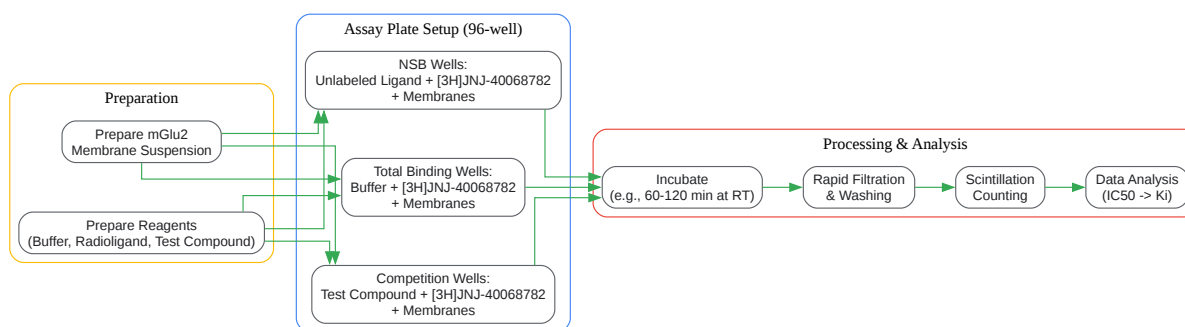 Preparation
Prepare mGlu2
Membrane Suspension
Prepare Reagents
(Buffer, Radioligand, Test Compound)
Assay Plate Setup (96-well)
NSB Wells:
Unlabeled Ligand + [3H]JNJ-40068782
+ Membranes
Total Binding Wells:
Buffer + [3H]JNJ-40068782
+ Membranes
Competition Wells:
Test Compound + [3H]JNJ-40068782
+ Membranes
Processing & Analysis
Incubate
(e.g., 60-120 min at RT)
Rapid Filtration
& Washing
Scintillation
Counting
Data Analysis
(IC50 -> Ki)